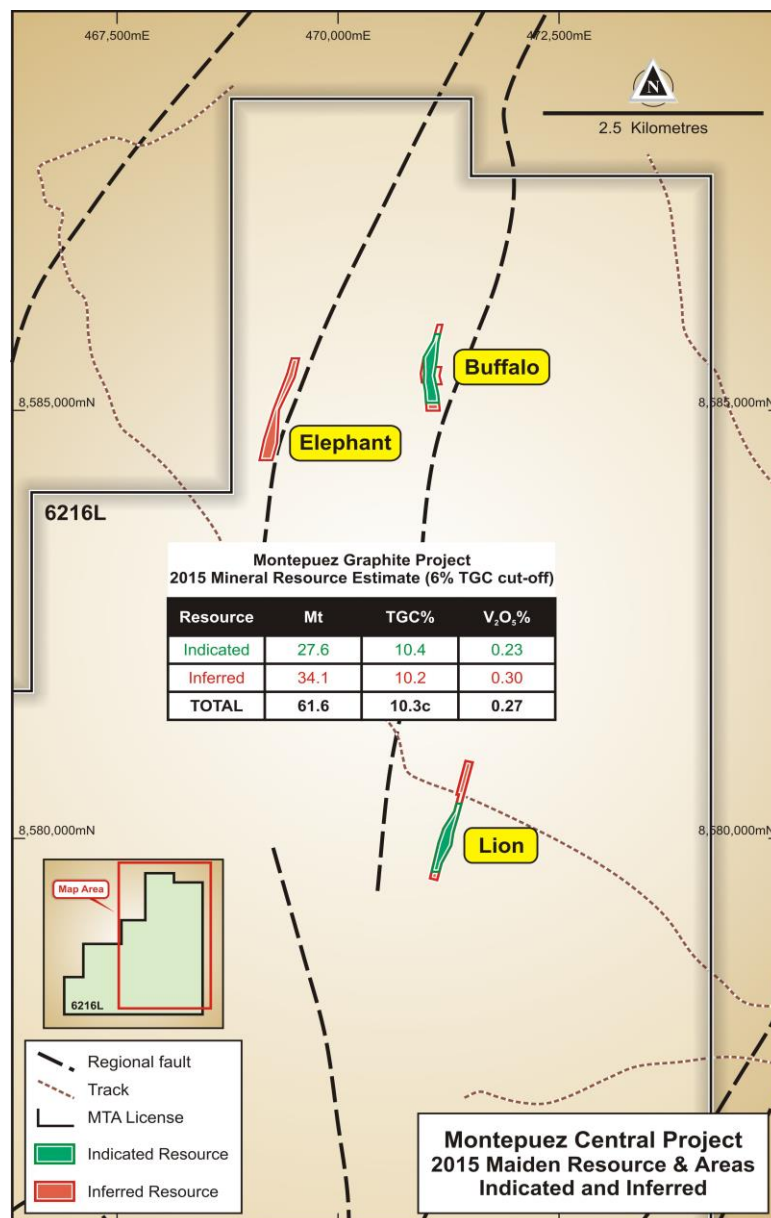 467,500mE 470,000mE 472,500mE
N
2.5 Kilometres
Buffalo
8,585,000mN 8,585,000mN
Elephant
6216L
Montepuez Graphite Project
2015 Mineral Resource Estimate (6% TGC cut-off)
Resource Mt TGC% V₂O₅%
Indicated 27.6 10.4 0.23
Inferred 34.1 10.2 0.30
TOTAL 61.6 10.3c 0.27
8,580,000mN 8,580,000mN
Lion
Map Area
6216L
Regional fault
Track
MTA License
Indicated Resource
Inferred Resource
Montepuez Central Project
2015 Maiden Resource & Areas
Indicated and Inferred